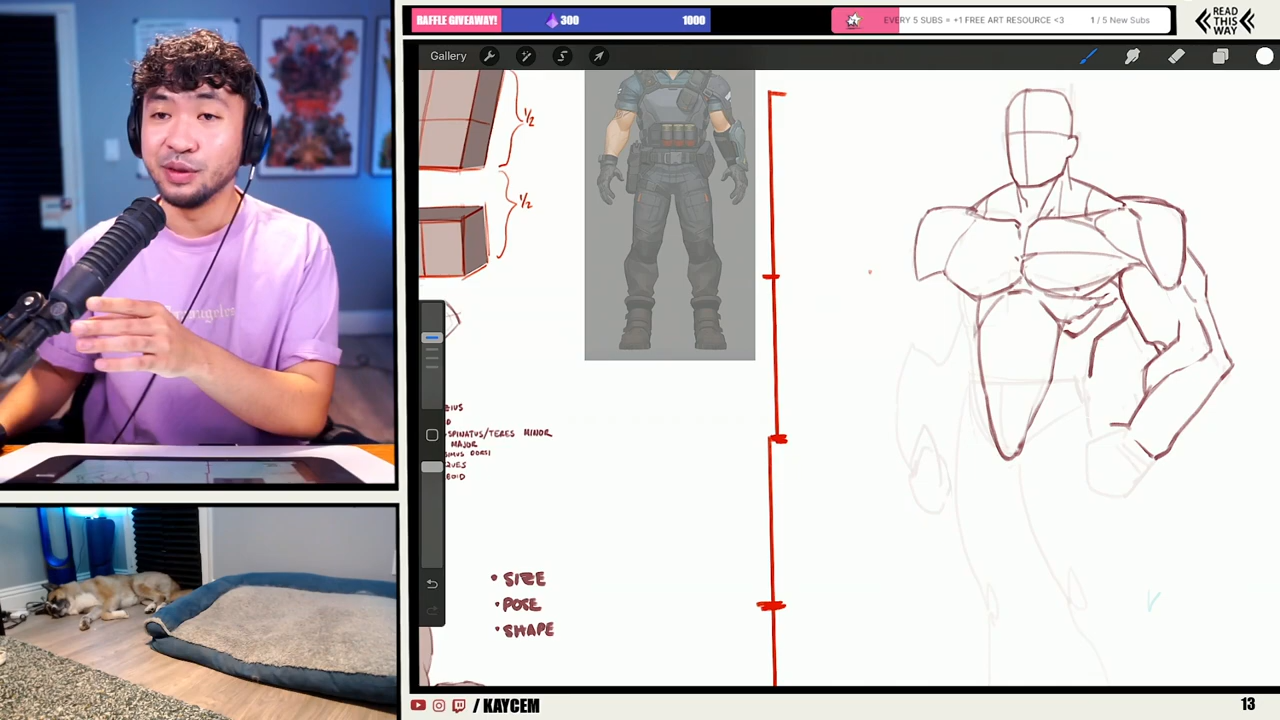 RAFFLE GIVEAWAY! 300 1000
EVERY 5 SUBS = +1 FREE ART RESOURCE <3 1 / 5 New Subs
READ
THIS
WAY
Gallery
1/2
1/2
SPINATUS/TERES MINOR
MAJOR
DORSI
• SIZE
• POSE
• SHAPE
/ KAYCEM
13